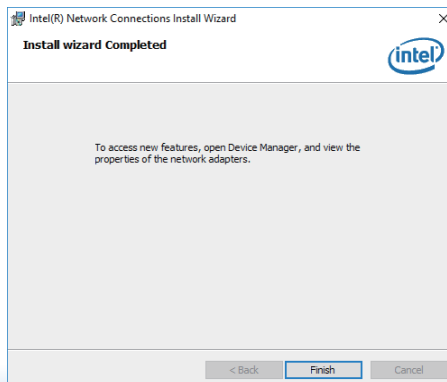 Intel(R) Network Connections Install Wizard
Install wizard Completed
intel
To access new features, open Device Manager, and view the
properties of the network adapters.
< Back
Finish
Cancel